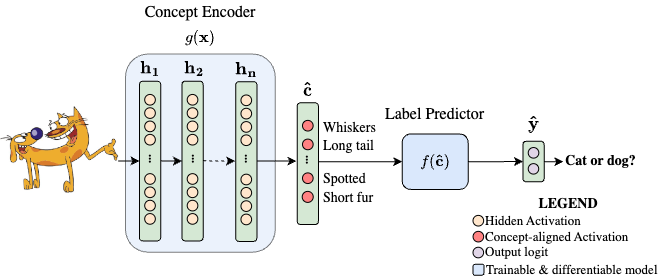 Concept Encoder
g(x)
h₁ h₂ hₙ
ĉ
Whiskers
Long tail
Spotted
Short fur
Label Predictor
f(ĉ)
ŷ
Cat or dog?
LEGEND
Hidden Activation
Concept-aligned Activation
Output logit
Trainable & differentiable model